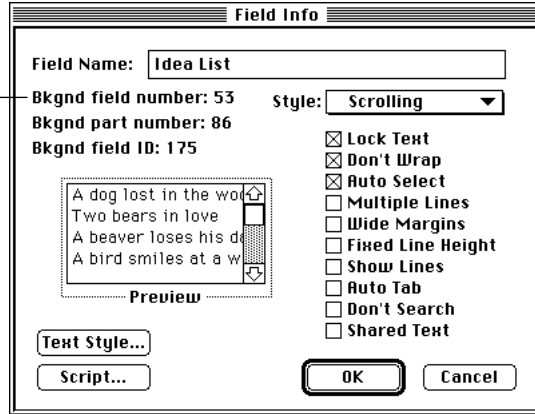 Field Info
Field Name: Idea List
Bkgnd field number: 53
Bkgnd part number: 86
Bkgnd field ID: 175
Style: Scrolling
Lock Text
Don't Wrap
Auto Select
Multiple Lines
Wide Margins
Fixed Line Height
Show Lines
Auto Tab
Don't Search
Shared Text
A dog lost in the
Two bears in love
A beaver loses his
A bird smiles at a
Preview
Text Style...
Script...
OK
Cancel